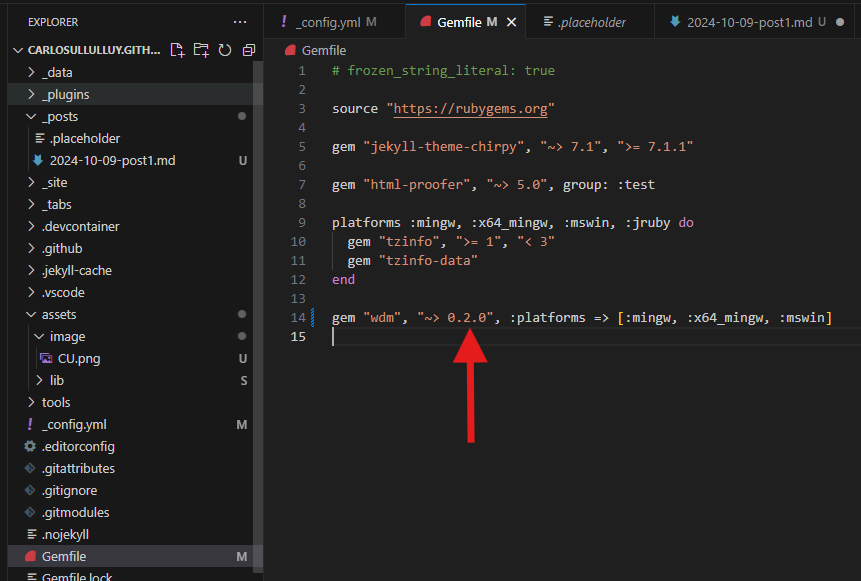 EXPLORER
...
CARLOSULLULLUY.GITH...
_data
_plugins
_posts
.placeholder
2024-10-09-post1.md U
_site
_tabs
.devcontainer
.github
.jekyll-cache
.vscode
assets
image
CU.png U
lib S
tools
_config.yml M
.editorconfig
.gitattributes
.gitignore
.gitmodules
.nojekyll
Gemfile M
Gemfile.lock
! _config.yml M
Gemfile M
.placeholder
2024-10-09-post1.md U
Gemfile
1 # frozen_string_literal: true
2
3 source "https://rubygems.org"
4
5 gem "jekyll-theme-chirpy", "~> 7.1", ">= 7.1.1"
6
7 gem "html-proofer", "~> 5.0", group: :test
8
9 platforms :mingw, :x64_mingw, :mswin, :jruby do
10 gem "tzinfo", ">= 1", "< 3"
11 gem "tzinfo-data"
12 end
13
14 gem "wdm", "~> 0.2.0", :platforms => [:mingw, :x64_mingw, :mswin]
15